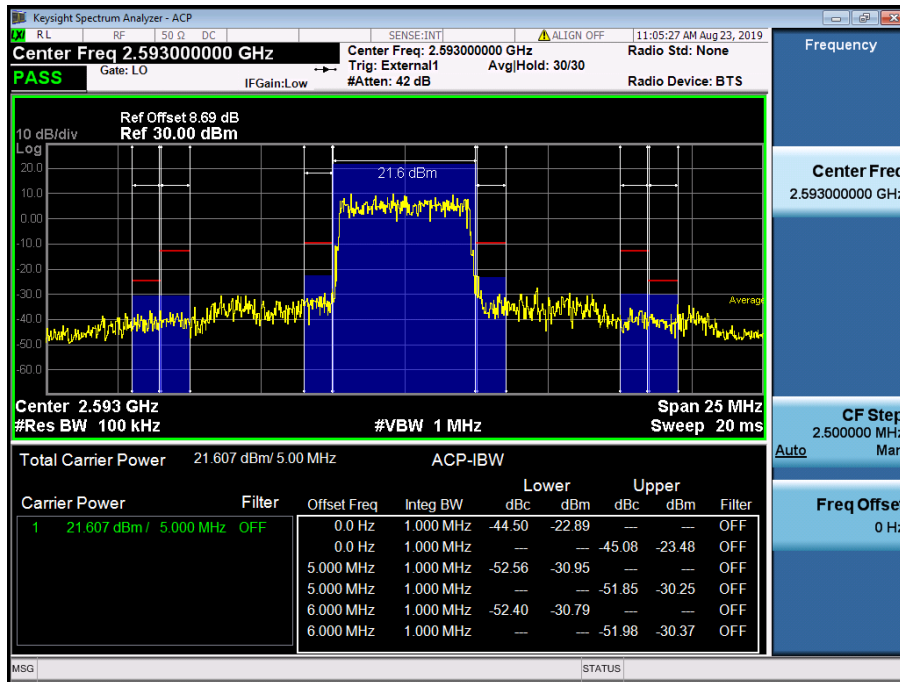 Keysight Spectrum Analyzer - ACP
LXI RL RF 50 Ω DC SENSE:INT ALIGN OFF 11:05:27 AM Aug 23, 2019
Center Freq 2.593000000 GHz
Center Freq: 2.593000000 GHz Radio Std: None
Trig: External1 Avg|Hold: 30/30
PASS Gate: LO IFGain:Low #Atten: 42 dB Radio Device: BTS
Ref Offset 8.69 dB
10 dB/div Ref 30.00 dBm
Log
20.0
21.6 dBm
10.0
0.00
-10.0
-20.0
-30.0
Average
-40.0
-50.0
-60.0
Center 2.593 GHz Span 25 MHz
#Res BW 100 kHz #VBW 1 MHz Sweep 20 ms
Total Carrier Power 21.607 dBm/ 5.00 MHz ACP-IBW
Lower Upper
Carrier Power Filter Offset Freq Integ BW dBc dBm dBc dBm Filter
1 21.607 dBm / 5.000 MHz OFF 0.0 Hz 1.000 MHz -44.50 -22.89 --- --- OFF
0.0 Hz 1.000 MHz --- --- -45.08 -23.48 OFF
5.000 MHz 1.000 MHz -52.56 -30.95 --- --- OFF
5.000 MHz 1.000 MHz --- --- -51.85 -30.25 OFF
6.000 MHz 1.000 MHz -52.40 -30.79 --- --- OFF
6.000 MHz 1.000 MHz --- --- -51.98 -30.37 OFF
MSG STATUS
Frequency
Center Freq
2.593000000 GHz
CF Step
2.500000 MHz
Auto Man
Freq Offset
0 Hz